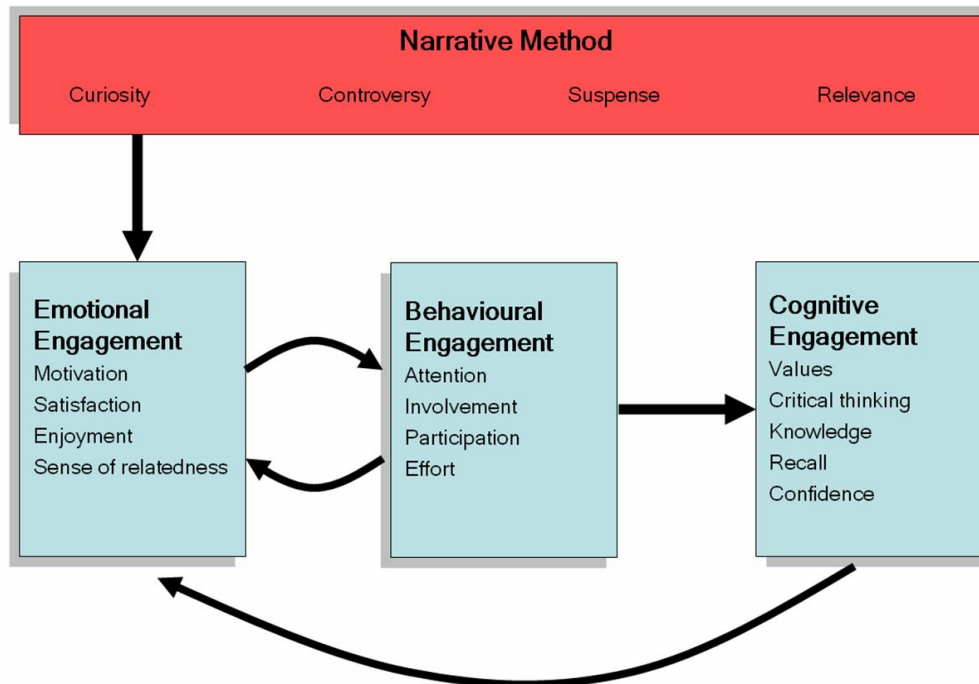 Narrative Method
Curiosity Controversy Suspense Relevance
Emotional
Engagement
Motivation
Satisfaction
Enjoyment
Sense of relatedness
Behavioural
Engagement
Attention
Involvement
Participation
Effort
Cognitive
Engagement
Values
Critical thinking
Knowledge
Recall
Confidence